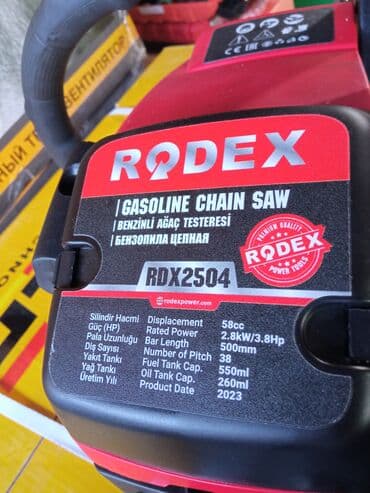 RODEX
GASOLINE CHAIN SAW
BENZİNLİ AĞAÇ TESTERESİ
БЕНЗОПИЛА ЦЕПНАЯ
PREMIUM QUALITY
RODEX
POWER TOOLS
RDX2504
rodexpower.com
Silindir Hacmi Displacement 58cc
Güç (HP) Rated Power 2.8kW/3.8Hp
Pala Uzunluğu Bar Length 500mm
Diş Sayısı Number of Pitch 38
Yakıt Tankı Fuel Tank Cap. 550ml
Yağ Tankı Oil Tank Cap. 260ml
Üretim Yılı Product Date 2023
ВЕНТИЛЯТОР
CE EAC